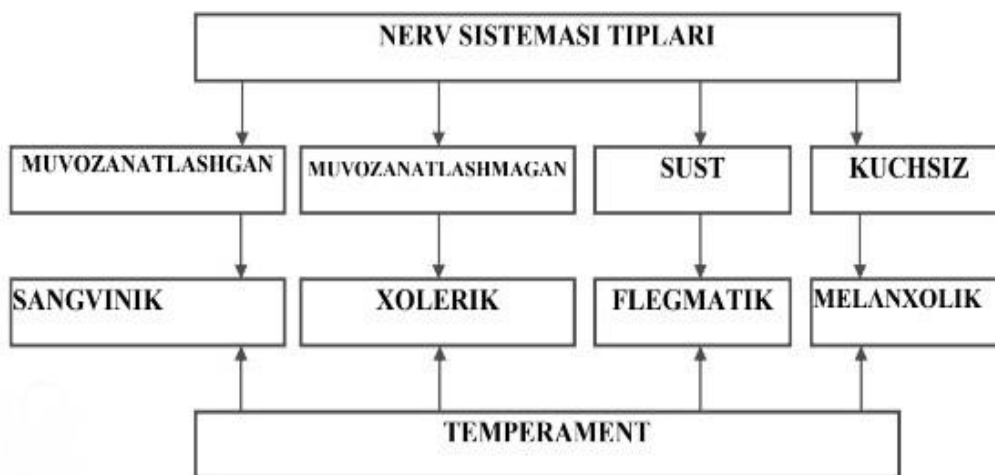 NERV SISTEMASI TIPLARI
MUVOZANATLASHGAN
MUVOZANATLASHMAGAN
SUST
KUCHSIZ
SANGVINIK
XOLERIK
FLEGMATIK
MELANXOLIK
TEMPERAMENT